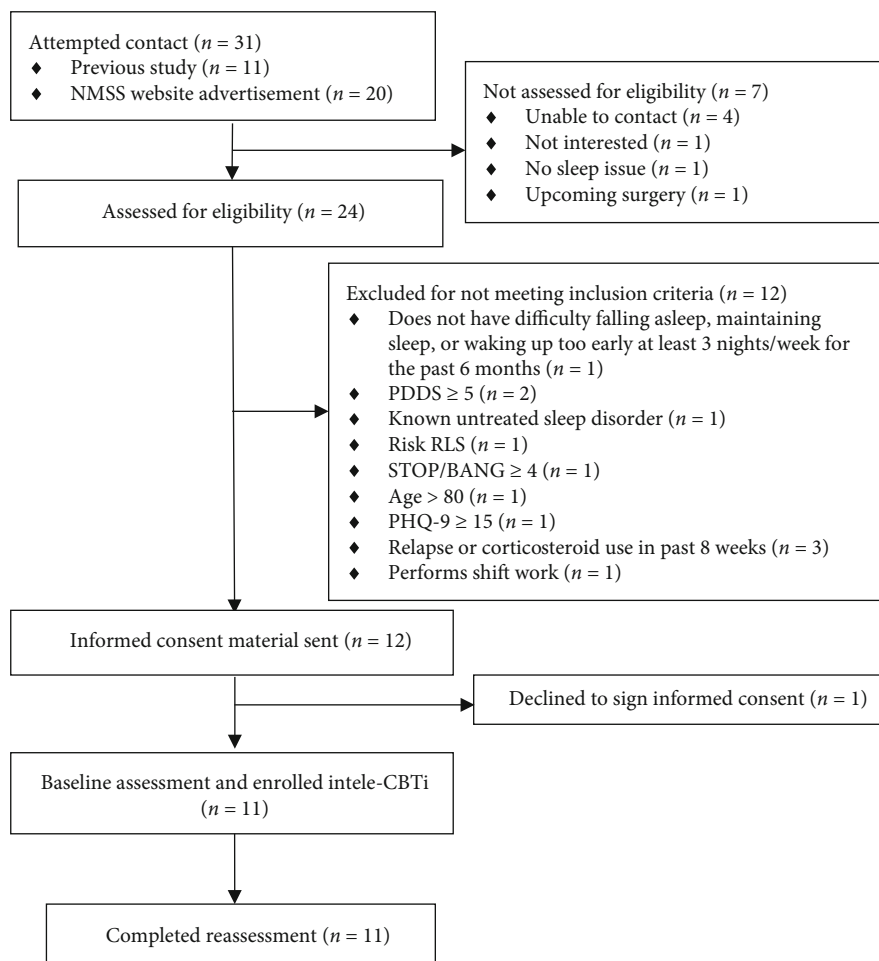 Attempted contact (n = 31)
♦ Previous study (n = 11)
♦ NMSS website advertisement (n = 20)
Not assessed for eligibility (n = 7)
♦ Unable to contact (n = 4)
♦ Not interested (n = 1)
♦ No sleep issue (n = 1)
♦ Upcoming surgery (n = 1)
Assessed for eligibility (n = 24)
Excluded for not meeting inclusion criteria (n = 12)
♦ Does not have difficulty falling asleep, maintaining
sleep, or waking up too early at least 3 nights/week for
the past 6 months (n = 1)
♦ PDDS ≥ 5 (n = 2)
♦ Known untreated sleep disorder (n = 1)
♦ Risk RLS (n = 1)
♦ STOP/BANG ≥ 4 (n = 1)
♦ Age > 80 (n = 1)
♦ PHQ-9 ≥ 15 (n = 1)
♦ Relapse or corticosteroid use in past 8 weeks (n = 3)
♦ Performs shift work (n = 1)
Informed consent material sent (n = 12)
Declined to sign informed consent (n = 1)
Baseline assessment and enrolled intele-CBTi
(n = 11)
Completed reassessment (n = 11)